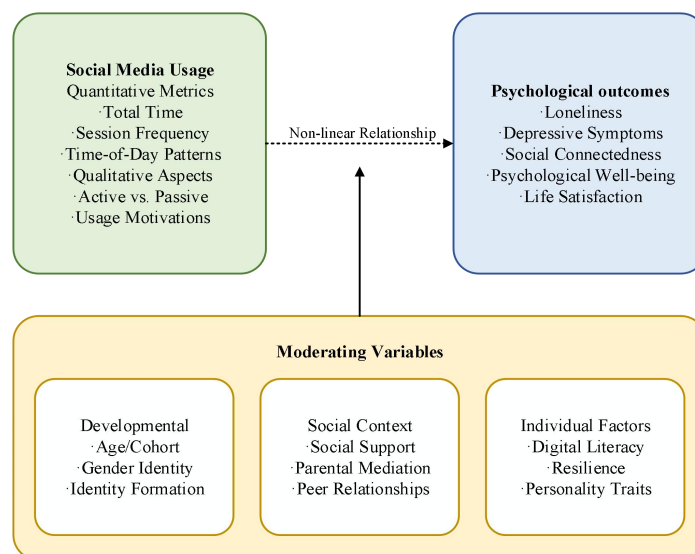 Social Media Usage
Quantitative Metrics
·Total Time
·Session Frequency
·Time-of-Day Patterns
·Qualitative Aspects
·Active vs. Passive
·Usage Motivations
Non-linear Relationship
Psychological outcomes
·Loneliness
·Depressive Symptoms
·Social Connectedness
·Psychological Well-being
·Life Satisfaction
Moderating Variables
Developmental
·Age/Cohort
·Gender Identity
·Identity Formation
Social Context
·Social Support
·Parental Mediation
·Peer Relationships
Individual Factors
·Digital Literacy
·Resilience
·Personality Traits